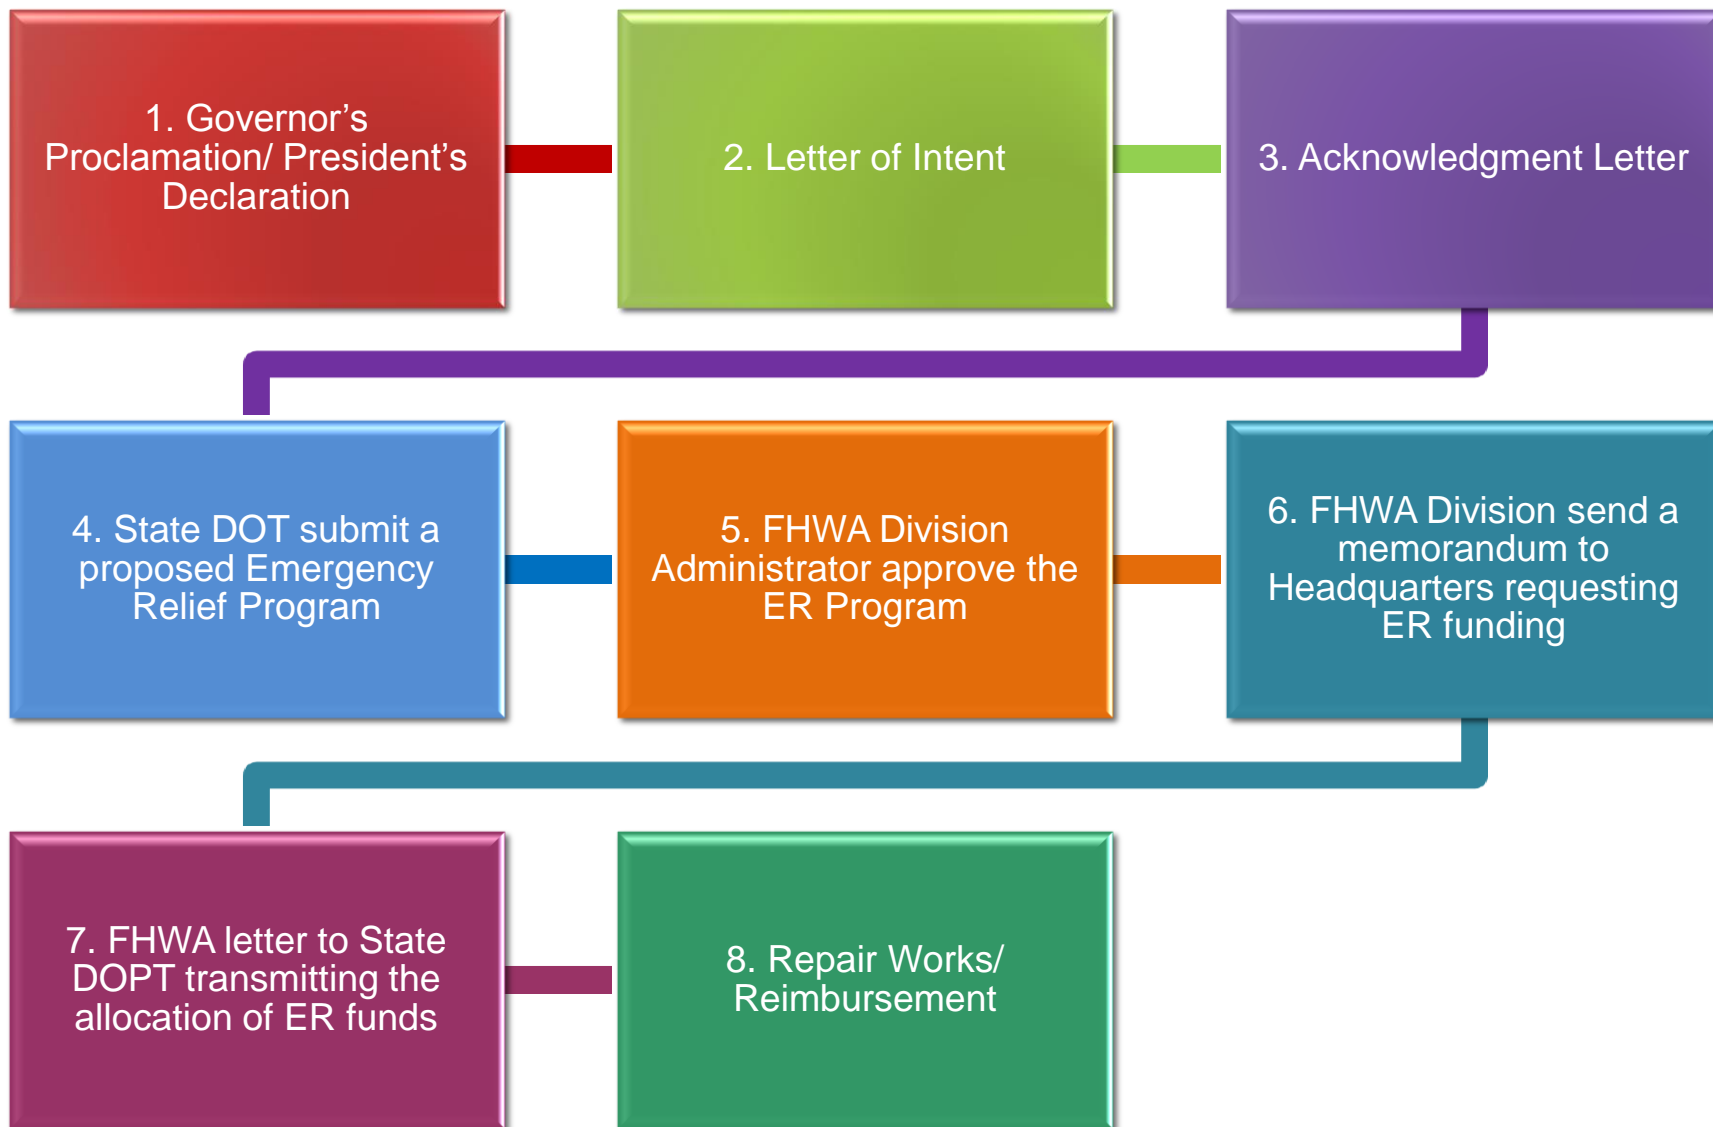 1. Governor’s
Proclamation/ President’s
Declaration
2. Letter of Intent
3. Acknowledgment Letter
4. State DOT submit a
proposed Emergency
Relief Program
5. FHWA Division
Administrator approve the
ER Program
6. FHWA Division send a
memorandum to
Headquarters requesting
ER funding
7. FHWA letter to State
DOPT transmitting the
allocation of ER funds
8. Repair Works/
Reimbursement